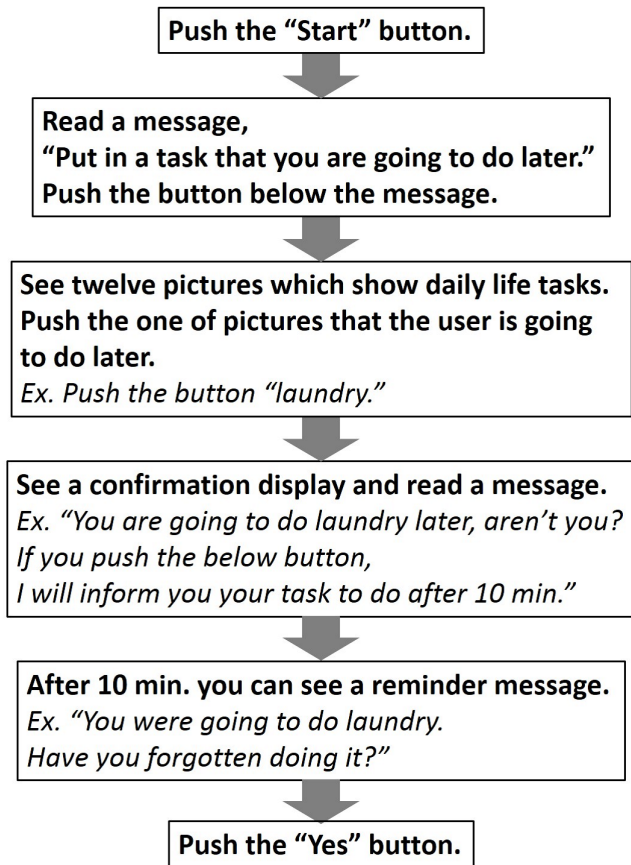 Push the “Start” button.
Read a message,
“Put in a task that you are going to do later.”
Push the button below the message.
See twelve pictures which show daily life tasks.
Push the one of pictures that the user is going
to do later.
Ex. Push the button “laundry.”
See a confirmation display and read a message.
Ex. “You are going to do laundry later, aren’t you?
If you push the below button,
I will inform you your task to do after 10 min.”
After 10 min. you can see a reminder message.
Ex. “You were going to do laundry.
Have you forgotten doing it?”
Push the “Yes” button.